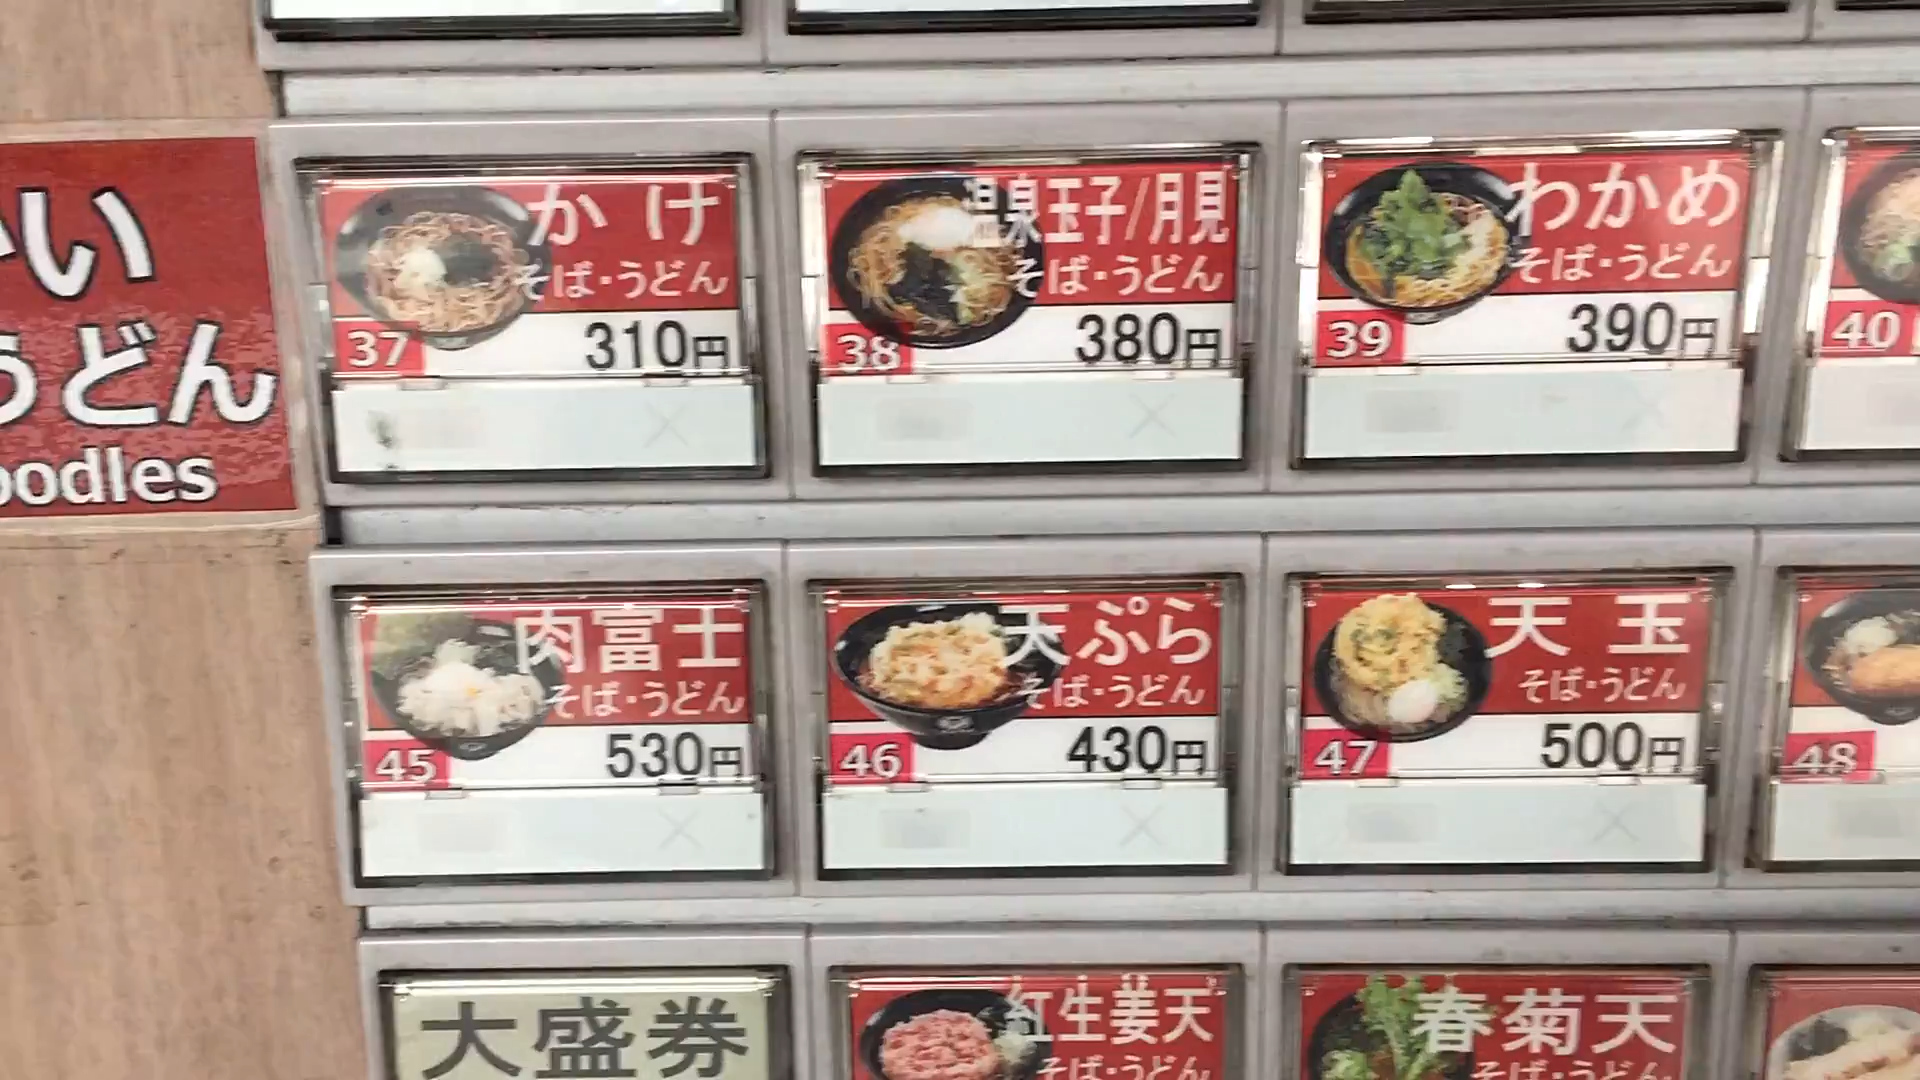 い
うどん
oodles
かけ
そば・うどん
37
310円
温泉玉子/月見
そば・うどん
38
380円
わかめ
そば・うどん
39
390円
40
肉富士
そば・うどん
45
530円
天ぷら
そば・うどん
46
430円
天玉
そば・うどん
47
500円
48
大盛券
紅生姜天
そば・うどん
春菊天
そば・うどん